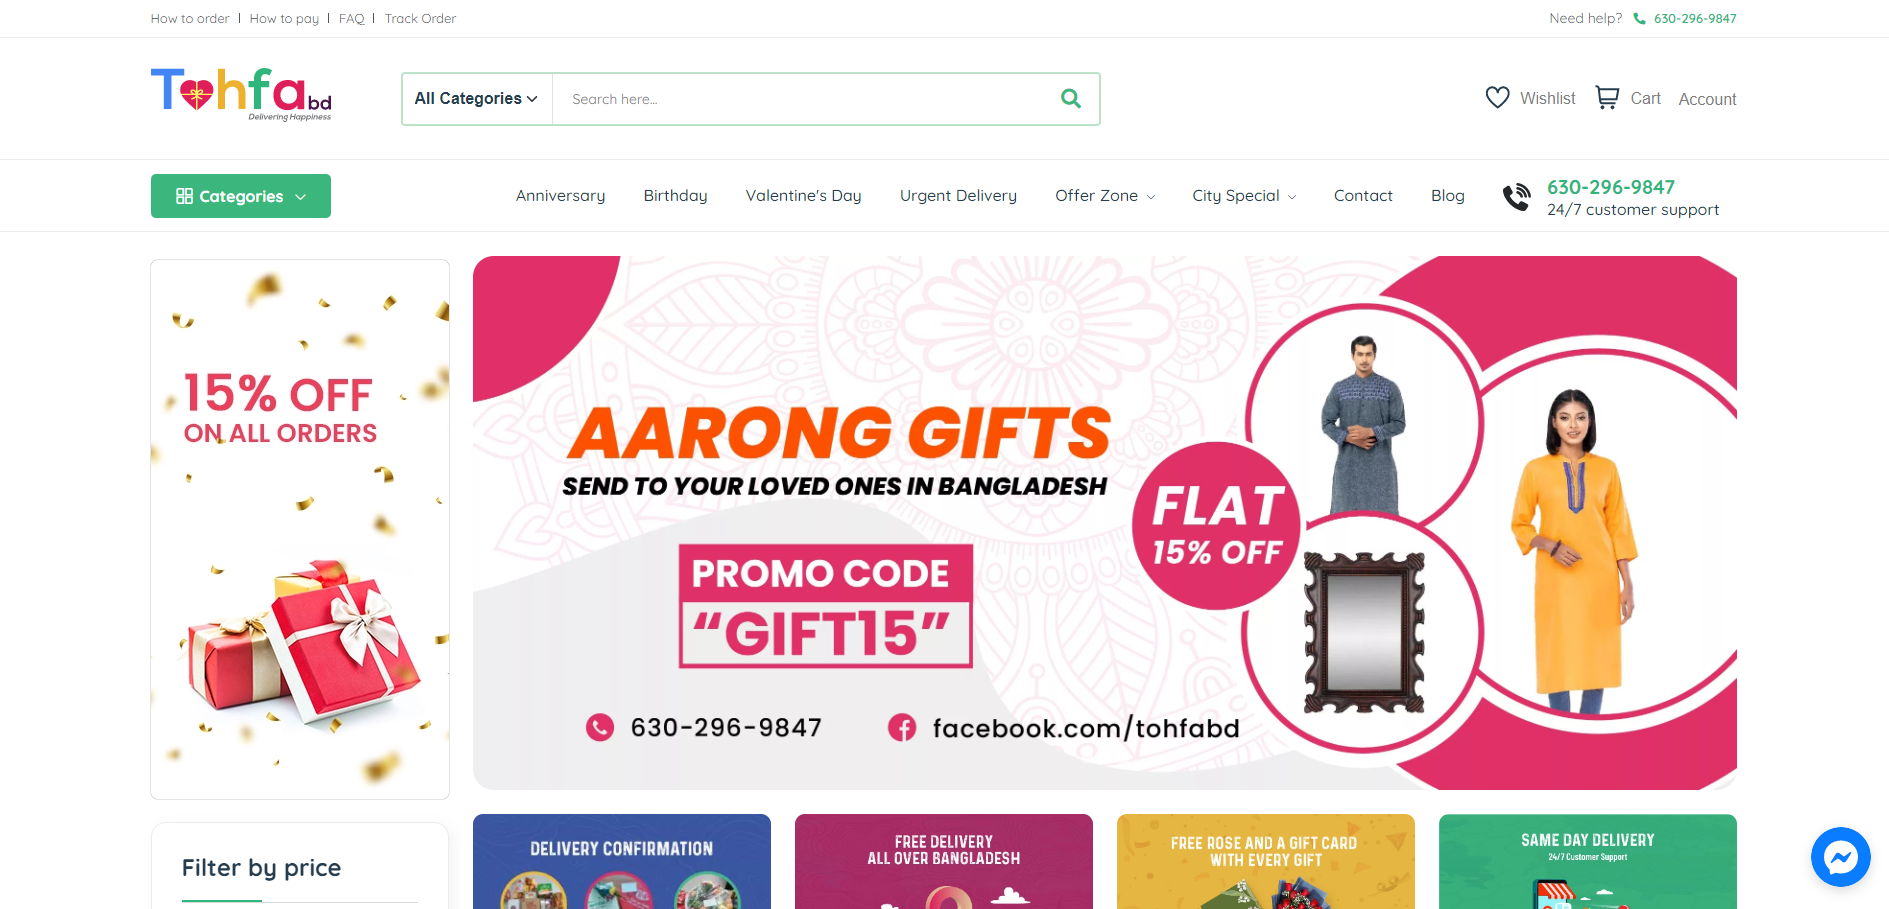 How to order
How to pay
FAQ
Track Order
Need help?
630-296-9847
Tohfa bd
Delivering Happiness
All Categories
Search here...
Wishlist
Cart
Account
Categories
Anniversary
Birthday
Valentine's Day
Urgent Delivery
Offer Zone
City Special
Contact
Blog
630-296-9847
24/7 customer support
15% OFF
ON ALL ORDERS
AARONG GIFTS
SEND TO YOUR LOVED ONES IN BANGLADESH
PROMO CODE
“GIFT15”
FLAT
15% OFF
630-296-9847
facebook.com/tohfabd
Filter by price
DELIVERY CONFIRMATION
FREE DELIVERY
ALL OVER BANGLADESH
FREE ROSE AND A GIFT CARD
WITH EVERY GIFT
SAME DAY DELIVERY
24/7 Customer Support